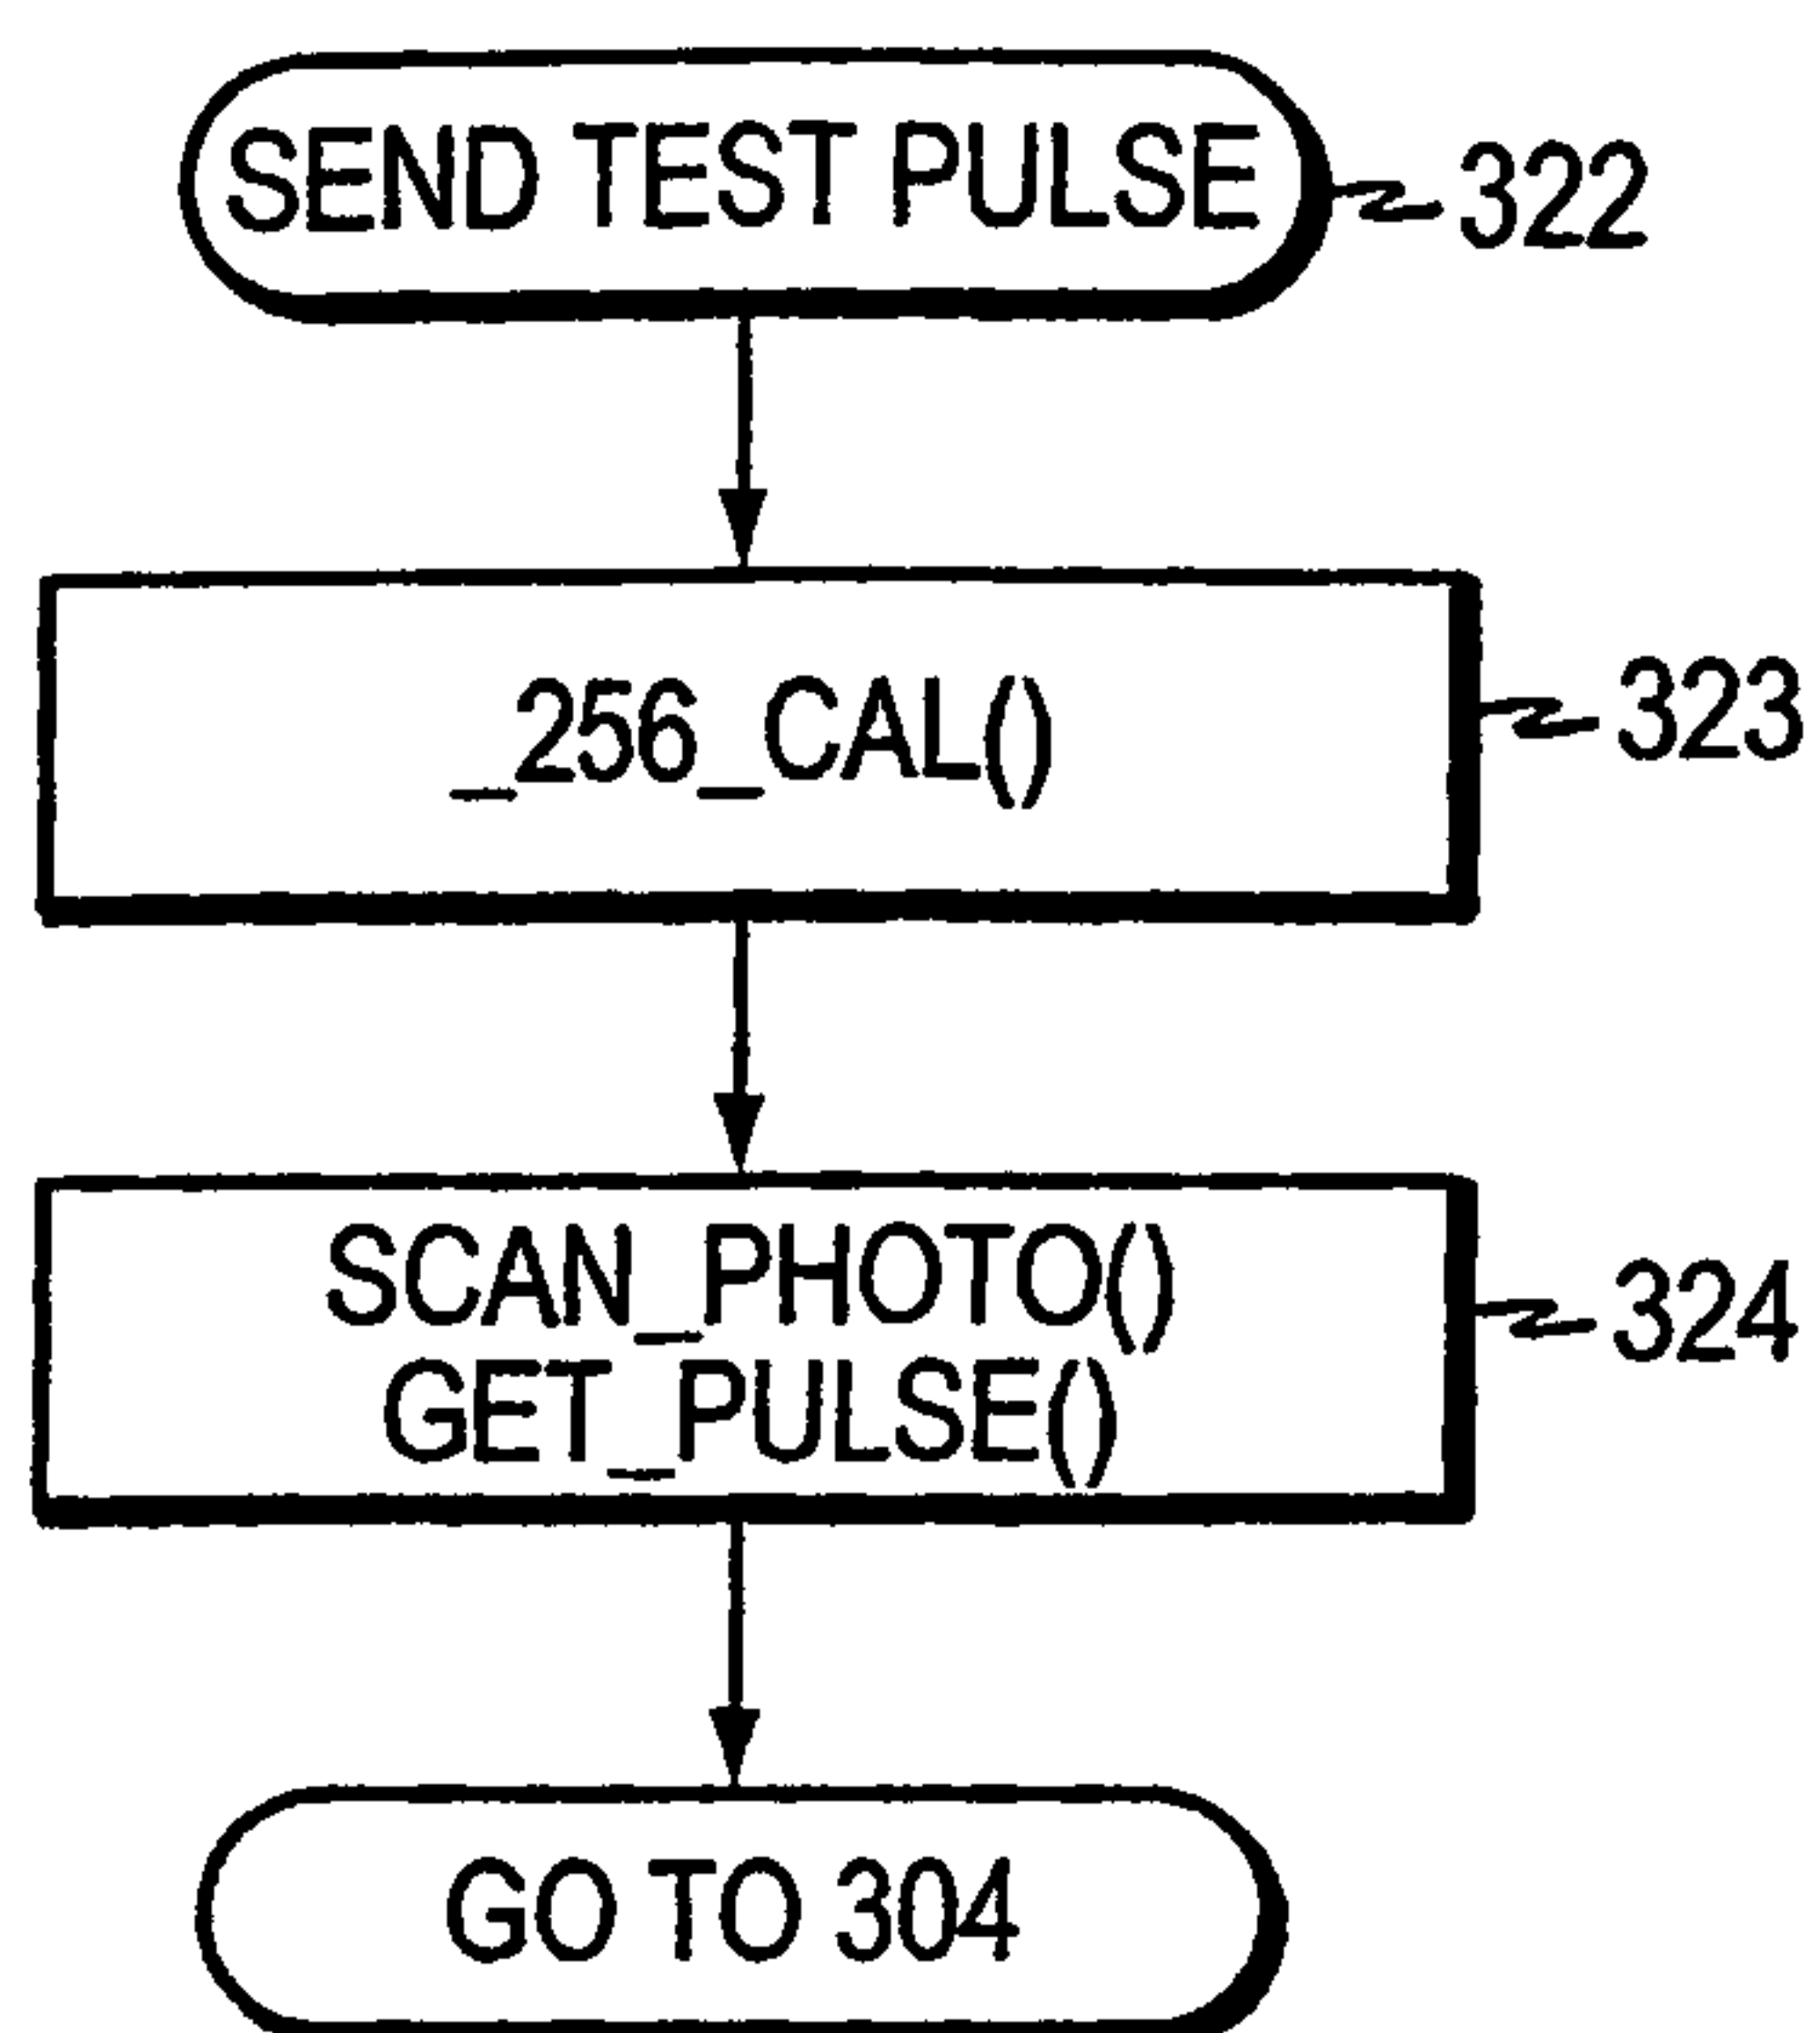 SEND TEST PULSE
322
_256_CAL()
323
SCAN_PHOTO()
GET_PULSE()
324
GO TO 304